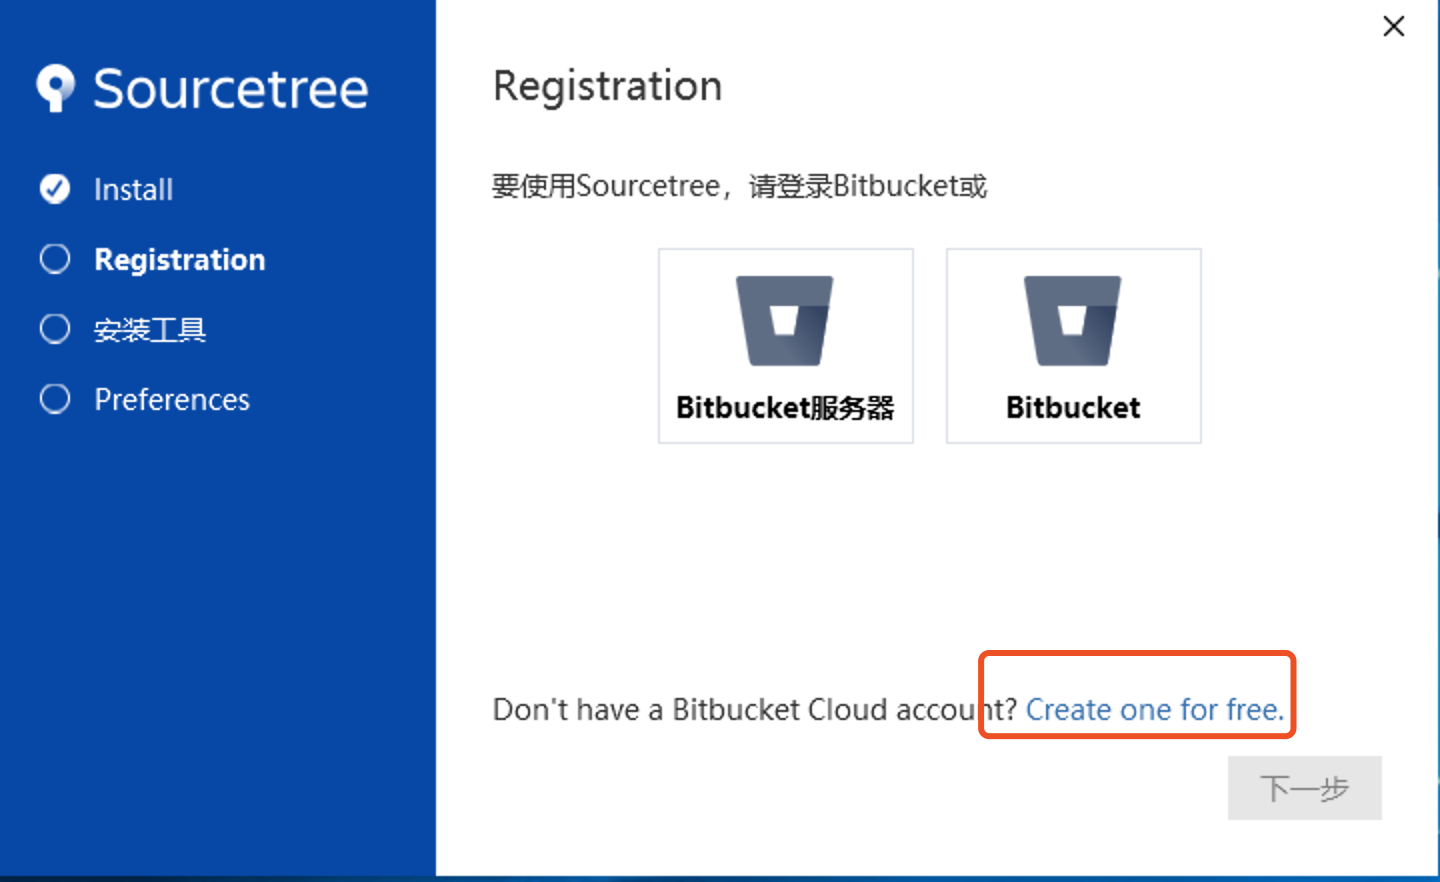 Sourcetree
Install
Registration
安装工具
Preferences
Registration
要使用Sourcetree，请登录Bitbucket或
Bitbucket服务器
Bitbucket
Don't have a Bitbucket Cloud account? Create one for free.
下一步